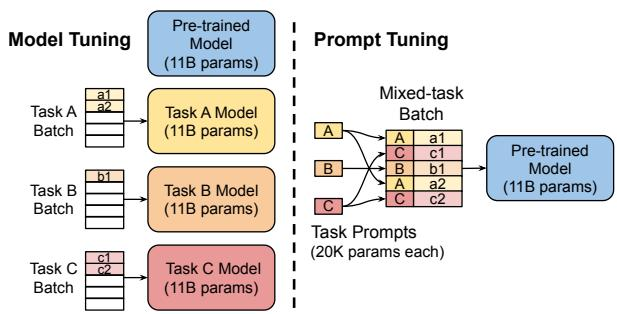 Model Tuning
Pre-trained
Model
(11B params)
Task A
Batch
a1
a2
Task A Model
(11B params)
Task B
Batch
b1
Task B Model
(11B params)
Task C
Batch
c1
c2
Task C Model
(11B params)
Prompt Tuning
Mixed-task
Batch
A
B
C
A a1
C c1
B b1
A a2
C c2
Task Prompts
(20K params each)
Pre-trained
Model
(11B params)